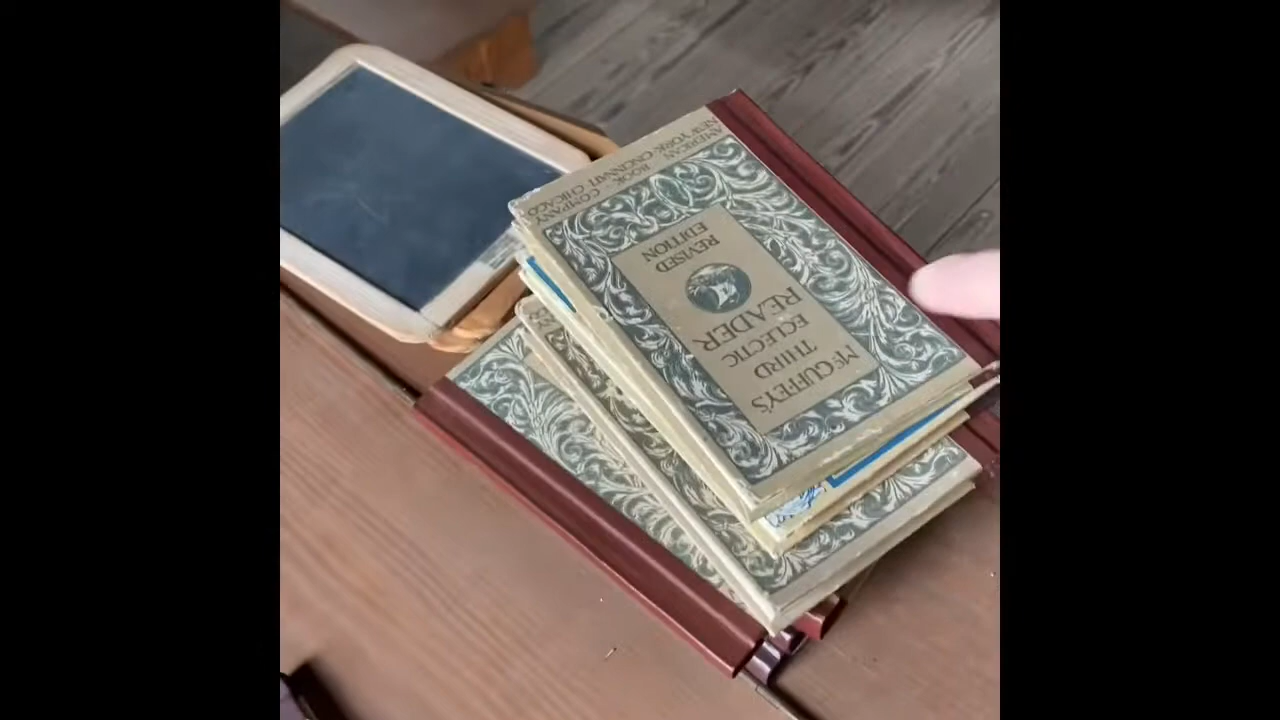 McGUFFEY'S
THIRD
ECLECTIC
READER
REVISED
EDITION
AMERICAN · BOOK · COMPANY
NEW YORK · CINCINNATI · CHICAGO